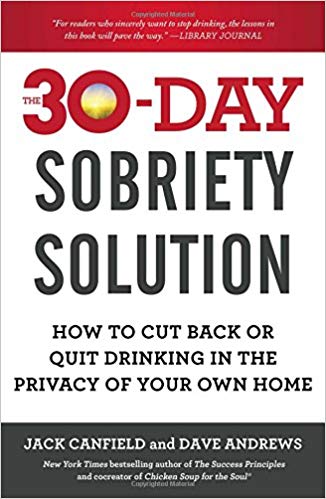 "For readers who sincerely want to stop drinking, the lessons in
this book will pave the way." —LIBRARY JOURNAL
THE 30-DAY
SOBRIETY
SOLUTION
HOW TO CUT BACK OR
QUIT DRINKING IN THE
PRIVACY OF YOUR OWN HOME
JACK CANFIELD and DAVE ANDREWS
New York Times bestselling author of The Success Principles
and cocreator of Chicken Soup for the Soul®